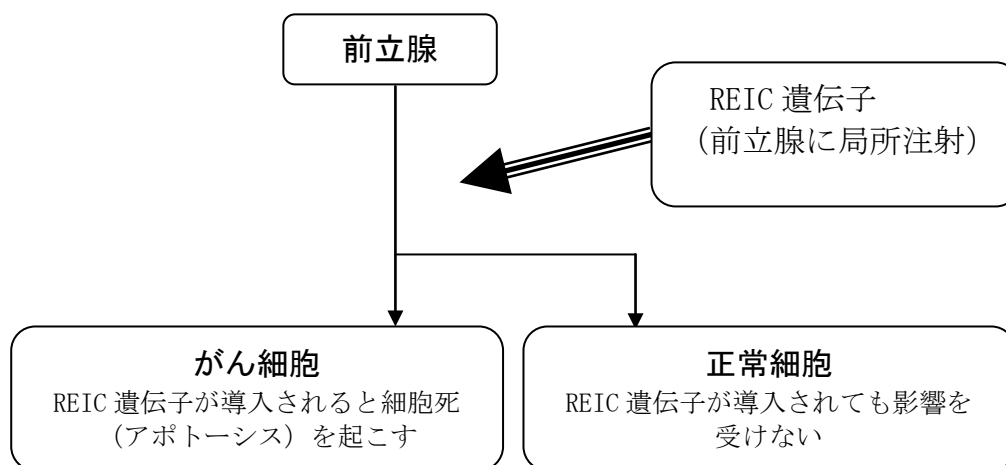 前立腺
REIC 遺伝子
（前立腺に局所注射）
がん細胞
REIC 遺伝子が導入されると細胞死
（アポトーシス）を起こす
正常細胞
REIC 遺伝子が導入されても影響を
受けない